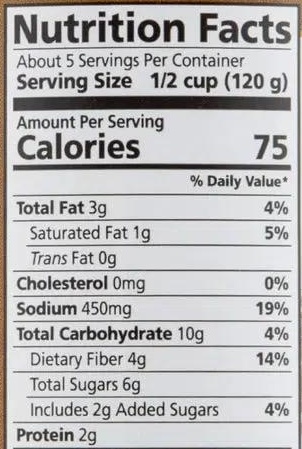 Nutrition Facts
About 5 Servings Per Container
Serving Size 1/2 cup (120 g)
Amount Per Serving
Calories 75
% Daily Value*
Total Fat 3g 4%
Saturated Fat 1g 5%
Trans Fat 0g
Cholesterol 0mg 0%
Sodium 450mg 19%
Total Carbohydrate 10g 4%
Dietary Fiber 4g 14%
Total Sugars 6g
Includes 2g Added Sugars 4%
Protein 2g